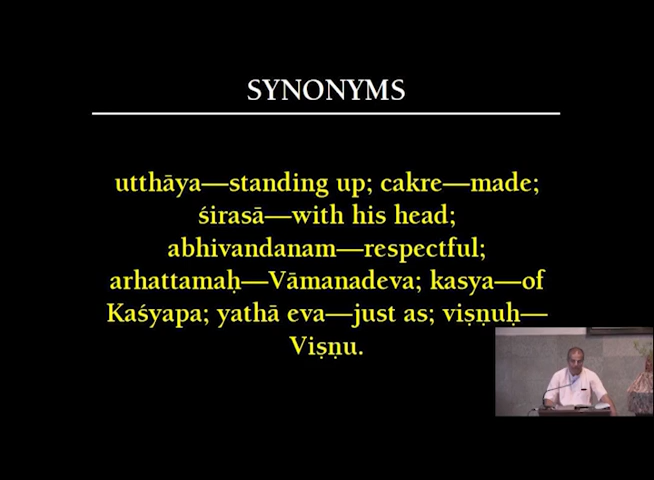 SYNONYMS
utthāya—standing up; cakre—made;
śirasā—with his head;
abhivandanam—respectful;
arhattamaḥ—Vāmanadeva; kasya—of
Kaśyapa; yathā eva—just as; viṣṇuḥ—
Viṣṇu.